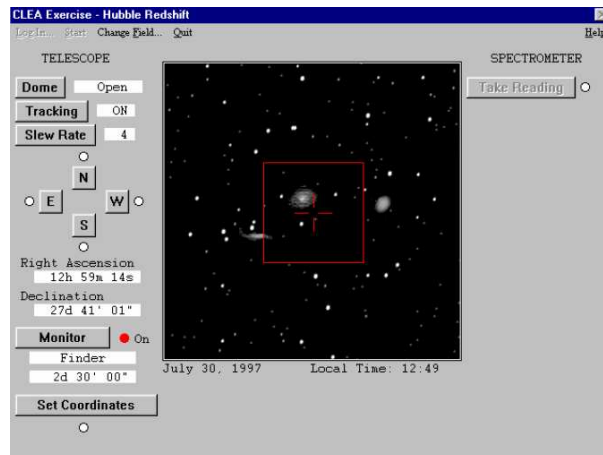 CLEA Exercise - Hubble Redshift
Log In... Start Change Field... Quit Help
TELESCOPE
SPECTROMETER
Dome Open
Take Reading
Tracking ON
Slew Rate 4
N
E W
S
Right Ascension
12h 59m 14s
Declination
27d 41' 01"
Monitor On
Finder
2d 30' 00"
July 30, 1997 Local Time: 12:49
Set Coordinates